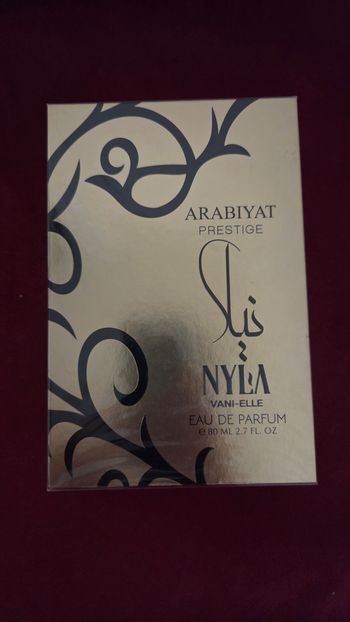 ARABIYAT
PRESTIGE
نيلا
NYLA
VANI-ELLE
EAU DE PARFUM
℮ 80 ML 2.7 FL. OZ